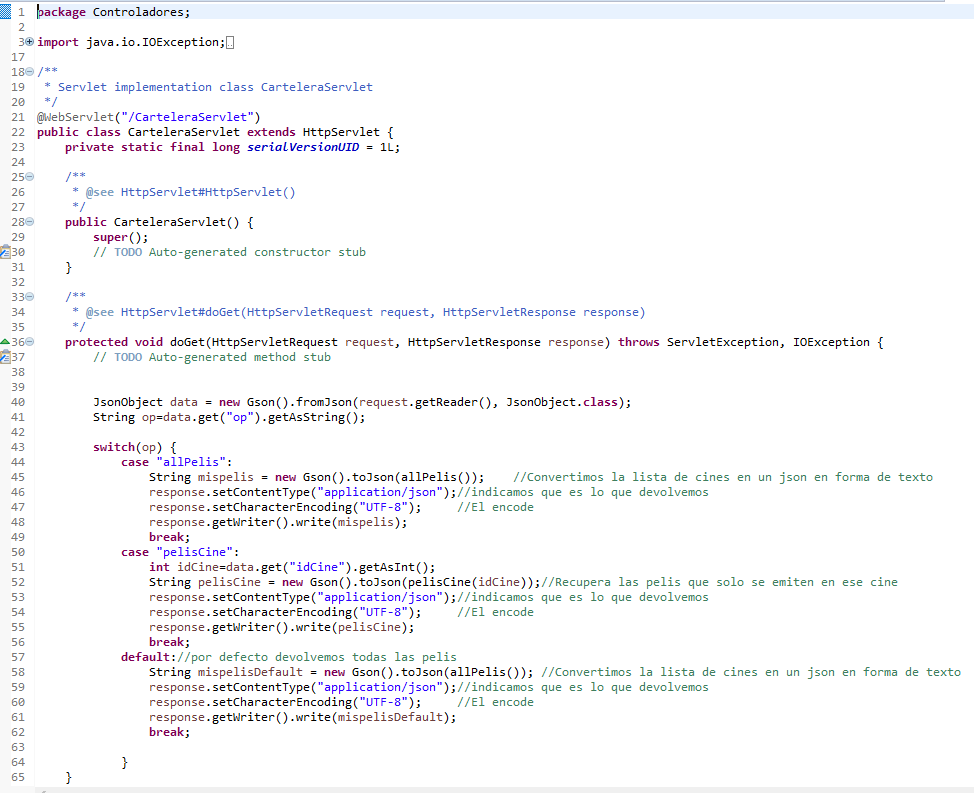 1 package Controladores;
2
3 import java.io.IOException;
17
18 /**
19  * Servlet implementation class CarteleraServlet
20  */
21 @WebServlet("/CarteleraServlet")
22 public class CarteleraServlet extends HttpServlet {
23     private static final long serialVersionUID = 1L;
24
25     /**
26      * @see HttpServlet#HttpServlet()
27      */
28     public CarteleraServlet() {
29         super();
30         // TODO Auto-generated constructor stub
31     }
32
33     /**
34      * @see HttpServlet#doGet(HttpServletRequest request, HttpServletResponse response)
35      */
36     protected void doGet(HttpServletRequest request, HttpServletResponse response) throws ServletException, IOException {
37         // TODO Auto-generated method stub
38
39
40         JsonObject data = new Gson().fromJson(request.getReader(), JsonObject.class);
41         String op=data.get("op").getAsString();
42
43         switch(op) {
44             case "allPelis":
45                 String mispelis = new Gson().toJson(allPelis());    //Convertimos la lista de cines en un json en forma de texto
46                 response.setContentType("application/json");//indicamos que es lo que devolvemos
47                 response.setCharacterEncoding("UTF-8");     //El encode
48                 response.getWriter().write(mispelis);
49                 break;
50             case "pelisCine":
51                 int idCine=data.get("idCine").getAsInt();
52                 String pelisCine = new Gson().toJson(pelisCine(idCine));//Recupera las pelis que solo se emiten en ese cine
53                 response.setContentType("application/json");//indicamos que es lo que devolvemos
54                 response.setCharacterEncoding("UTF-8");     //El encode
55                 response.getWriter().write(pelisCine);
56                 break;
57             default://por defecto devolvemos todas las pelis
58                 String mispelisDefault = new Gson().toJson(allPelis()); //Convertimos la lista de cines en un json en forma de texto
59                 response.setContentType("application/json");//indicamos que es lo que devolvemos
60                 response.setCharacterEncoding("UTF-8");     //El encode
61                 response.getWriter().write(mispelisDefault);
62                 break;
63
64             }
65     }